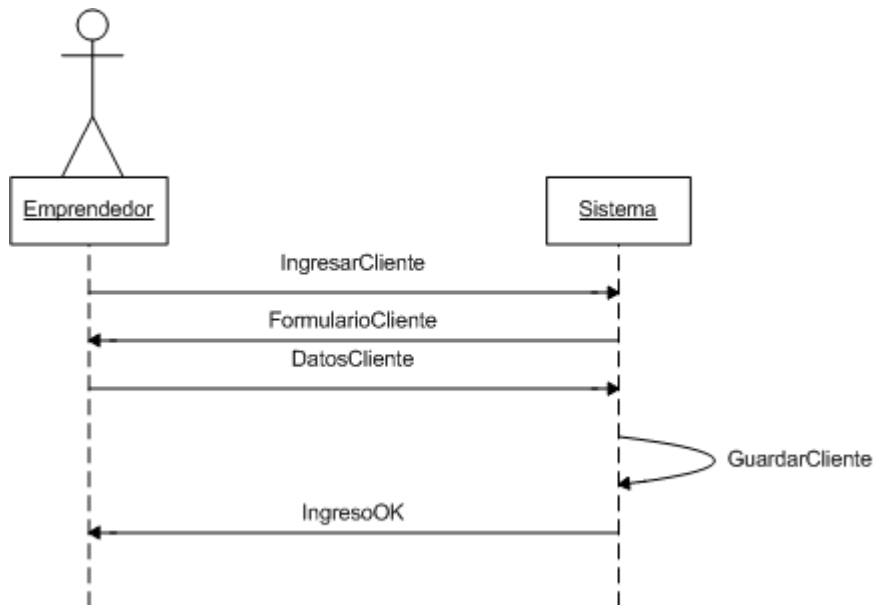 Emprendedor
Sistema
IngresarCliente
FormularioCliente
DatosCliente
GuardarCliente
IngresoOK